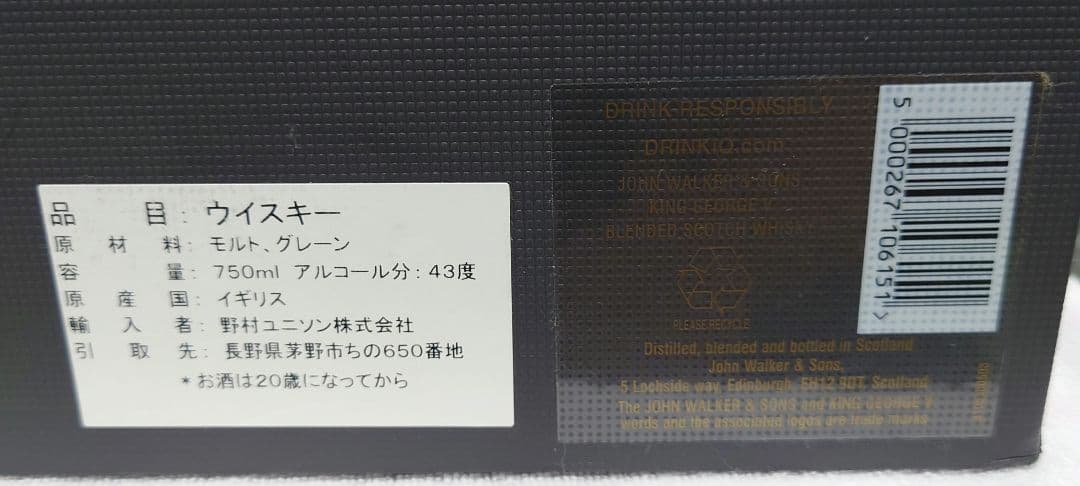 品 目: ウイスキー
原 材 料: モルト、グレーン
容 量: 750ml アルコール分: 43度
原 産 国: イギリス
輸 入 者: 野村ユニソン株式会社
引 取 先: 長野県茅野市ちの650番地
*お酒は20歳になってから
DRINK RESPONSIBLY
DRINKiQ.com
JOHN WALKER & SONS
KING GEORGE V
BLENDED SCOTCH WHISKY
PLEASE RECYCLE
Distilled, blended and bottled in Scotland
John Walker & Sons,
5 Lochside way, Edinburgh, EH12 9DT, Scotland
The JOHN WALKER & SONS and KING GEORGE V
words and the associated logos are trade marks
5 000267 106151 >